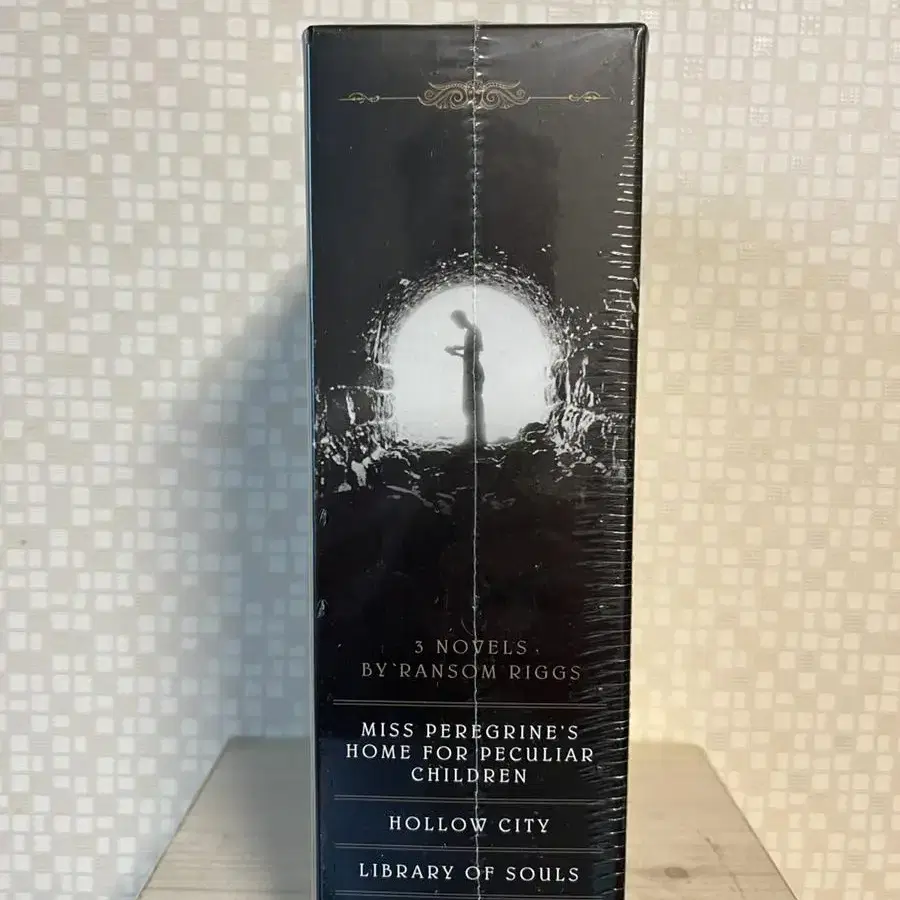 3 NOVELS
BY RANSOM RIGGS
MISS PEREGRINE'S
HOME FOR PECULIAR
CHILDREN
HOLLOW CITY
LIBRARY OF SOULS